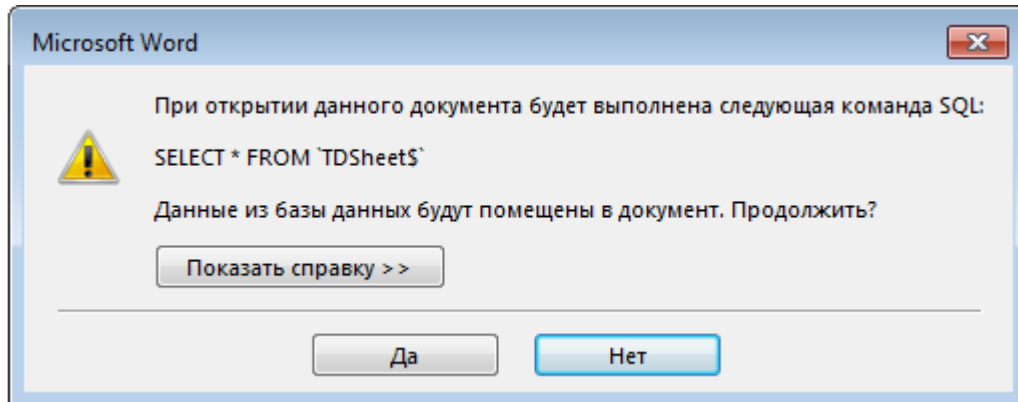 Microsoft Word
При открытии данного документа будет выполнена следующая команда SQL:
SELECT * FROM `TDSheet$`
Данные из базы данных будут помещены в документ. Продолжить?
Показать справку >>
Да
Нет